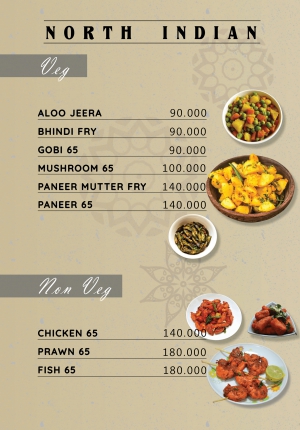 NORTH INDIAN
Veg
ALOO JEERA 90.000
BHINDI FRY 90.000
GOBI 65 90.000
MUSHROOM 65 100.000
PANEER MUTTER FRY 140.000
PANEER 65 140.000
Non Veg
CHICKEN 65 140.000
PRAWN 65 180.000
FISH 65 180.000